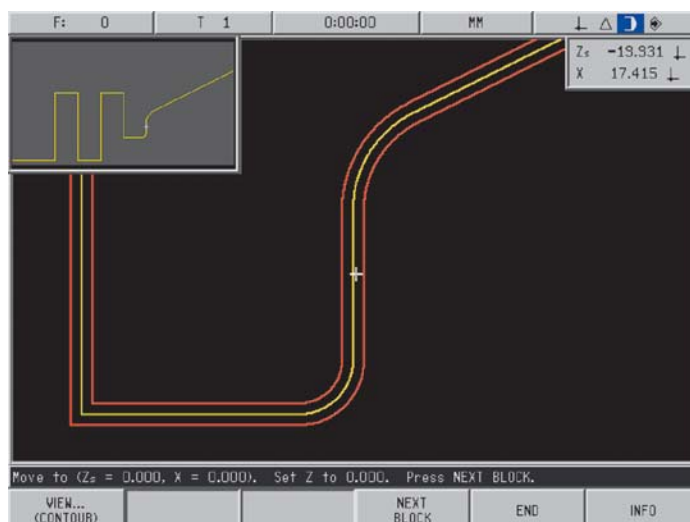 F: 0 T 1 0:00:00 MM
Zs -19.931
X 17.415
Move to (Zs = 0.000, X = 0.000). Set Z to 0.000. Press NEXT BLOCK.
VIEW...
(CONTOUR)
NEXT
BLOCK
END
INFO